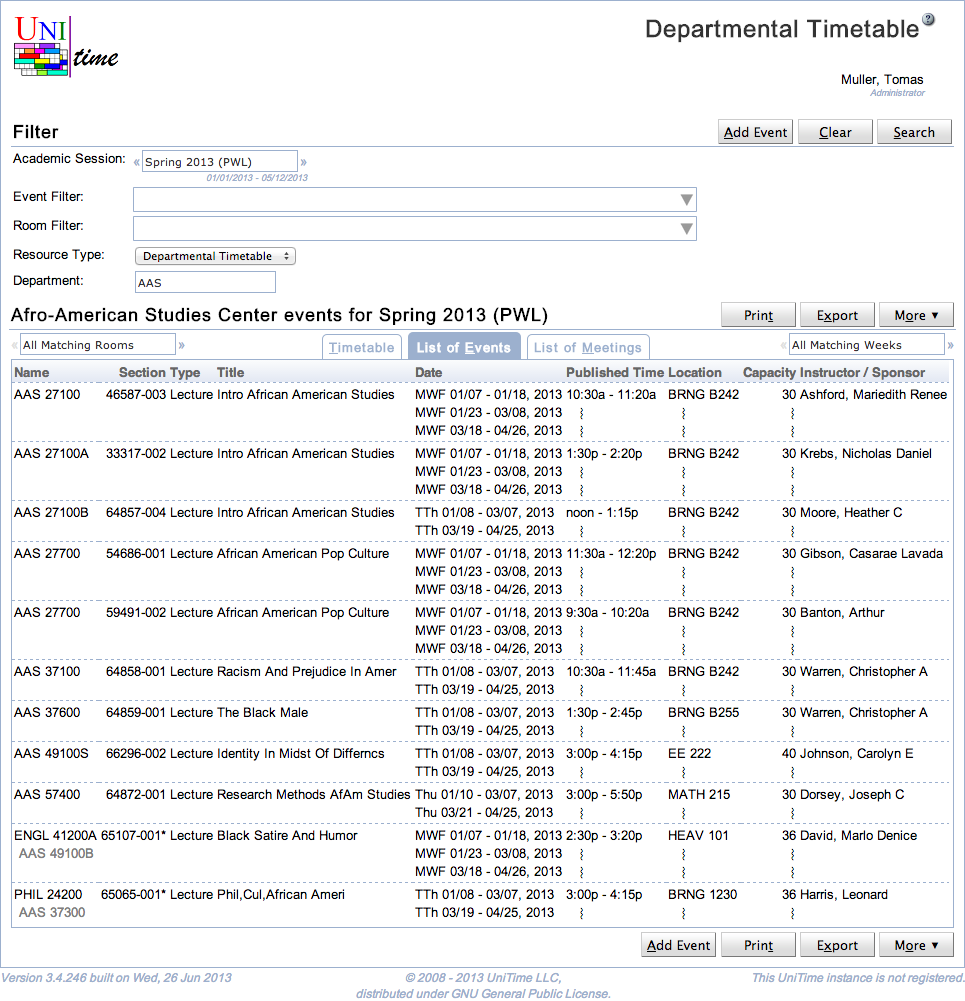 UNI
time
Departmental Timetable
Muller, Tomas
Administrator
Filter
Add Event Clear Search
Academic Session: « Spring 2013 (PWL) »
01/01/2013 - 05/12/2013
Event Filter:
Room Filter:
Resource Type: Departmental Timetable
Department: AAS
Afro-American Studies Center events for Spring 2013 (PWL) Print Export More ▼
« All Matching Rooms » Timetable List of Events List of Meetings « All Matching Weeks »
Name Section Type Title Date Published Time Location Capacity Instructor / Sponsor
AAS 27100 46587-003 Lecture Intro African American Studies MWF 01/07 - 01/18, 2013 10:30a - 11:20a BRNG B242 30 Ashford, Mariedith Renee
MWF 01/23 - 03/08, 2013
MWF 03/18 - 04/26, 2013
AAS 27100A 33317-002 Lecture Intro African American Studies MWF 01/07 - 01/18, 2013 1:30p - 2:20p BRNG B242 30 Krebs, Nicholas Daniel
MWF 01/23 - 03/08, 2013
MWF 03/18 - 04/26, 2013
AAS 27100B 64857-004 Lecture Intro African American Studies TTh 01/08 - 03/07, 2013 noon - 1:15p BRNG B242 30 Moore, Heather C
TTh 03/19 - 04/25, 2013
AAS 27700 54686-001 Lecture African American Pop Culture MWF 01/07 - 01/18, 2013 11:30a - 12:20p BRNG B242 30 Gibson, Casarae Lavada
MWF 01/23 - 03/08, 2013
MWF 03/18 - 04/26, 2013
AAS 27700 59491-002 Lecture African American Pop Culture MWF 01/07 - 01/18, 2013 9:30a - 10:20a BRNG B242 30 Banton, Arthur
MWF 01/23 - 03/08, 2013
MWF 03/18 - 04/26, 2013
AAS 37100 64858-001 Lecture Racism And Prejudice In Amer TTh 01/08 - 03/07, 2013 10:30a - 11:45a BRNG B242 30 Warren, Christopher A
TTh 03/19 - 04/25, 2013
AAS 37600 64859-001 Lecture The Black Male TTh 01/08 - 03/07, 2013 1:30p - 2:45p BRNG B255 30 Warren, Christopher A
TTh 03/19 - 04/25, 2013
AAS 49100S 66296-002 Lecture Identity In Midst Of Differncs TTh 01/08 - 03/07, 2013 3:00p - 4:15p EE 222 40 Johnson, Carolyn E
TTh 03/19 - 04/25, 2013
AAS 57400 64872-001 Lecture Research Methods AfAm Studies Thu 01/10 - 03/07, 2013 3:00p - 5:50p MATH 215 30 Dorsey, Joseph C
Thu 03/21 - 04/25, 2013
ENGL 41200A 65107-001* Lecture Black Satire And Humor MWF 01/07 - 01/18, 2013 2:30p - 3:20p HEAV 101 36 David, Marlo Denice
AAS 49100B MWF 01/23 - 03/08, 2013
MWF 03/18 - 04/26, 2013
PHIL 24200 65065-001* Lecture Phil,Cul,African Ameri TTh 01/08 - 03/07, 2013 3:00p - 4:15p BRNG 1230 36 Harris, Leonard
AAS 37300 TTh 03/19 - 04/25, 2013
Add Event Print Export More ▼
Version 3.4.246 built on Wed, 26 Jun 2013 © 2008 - 2013 UniTime LLC, This UniTime instance is not registered.
distributed under GNU General Public License.